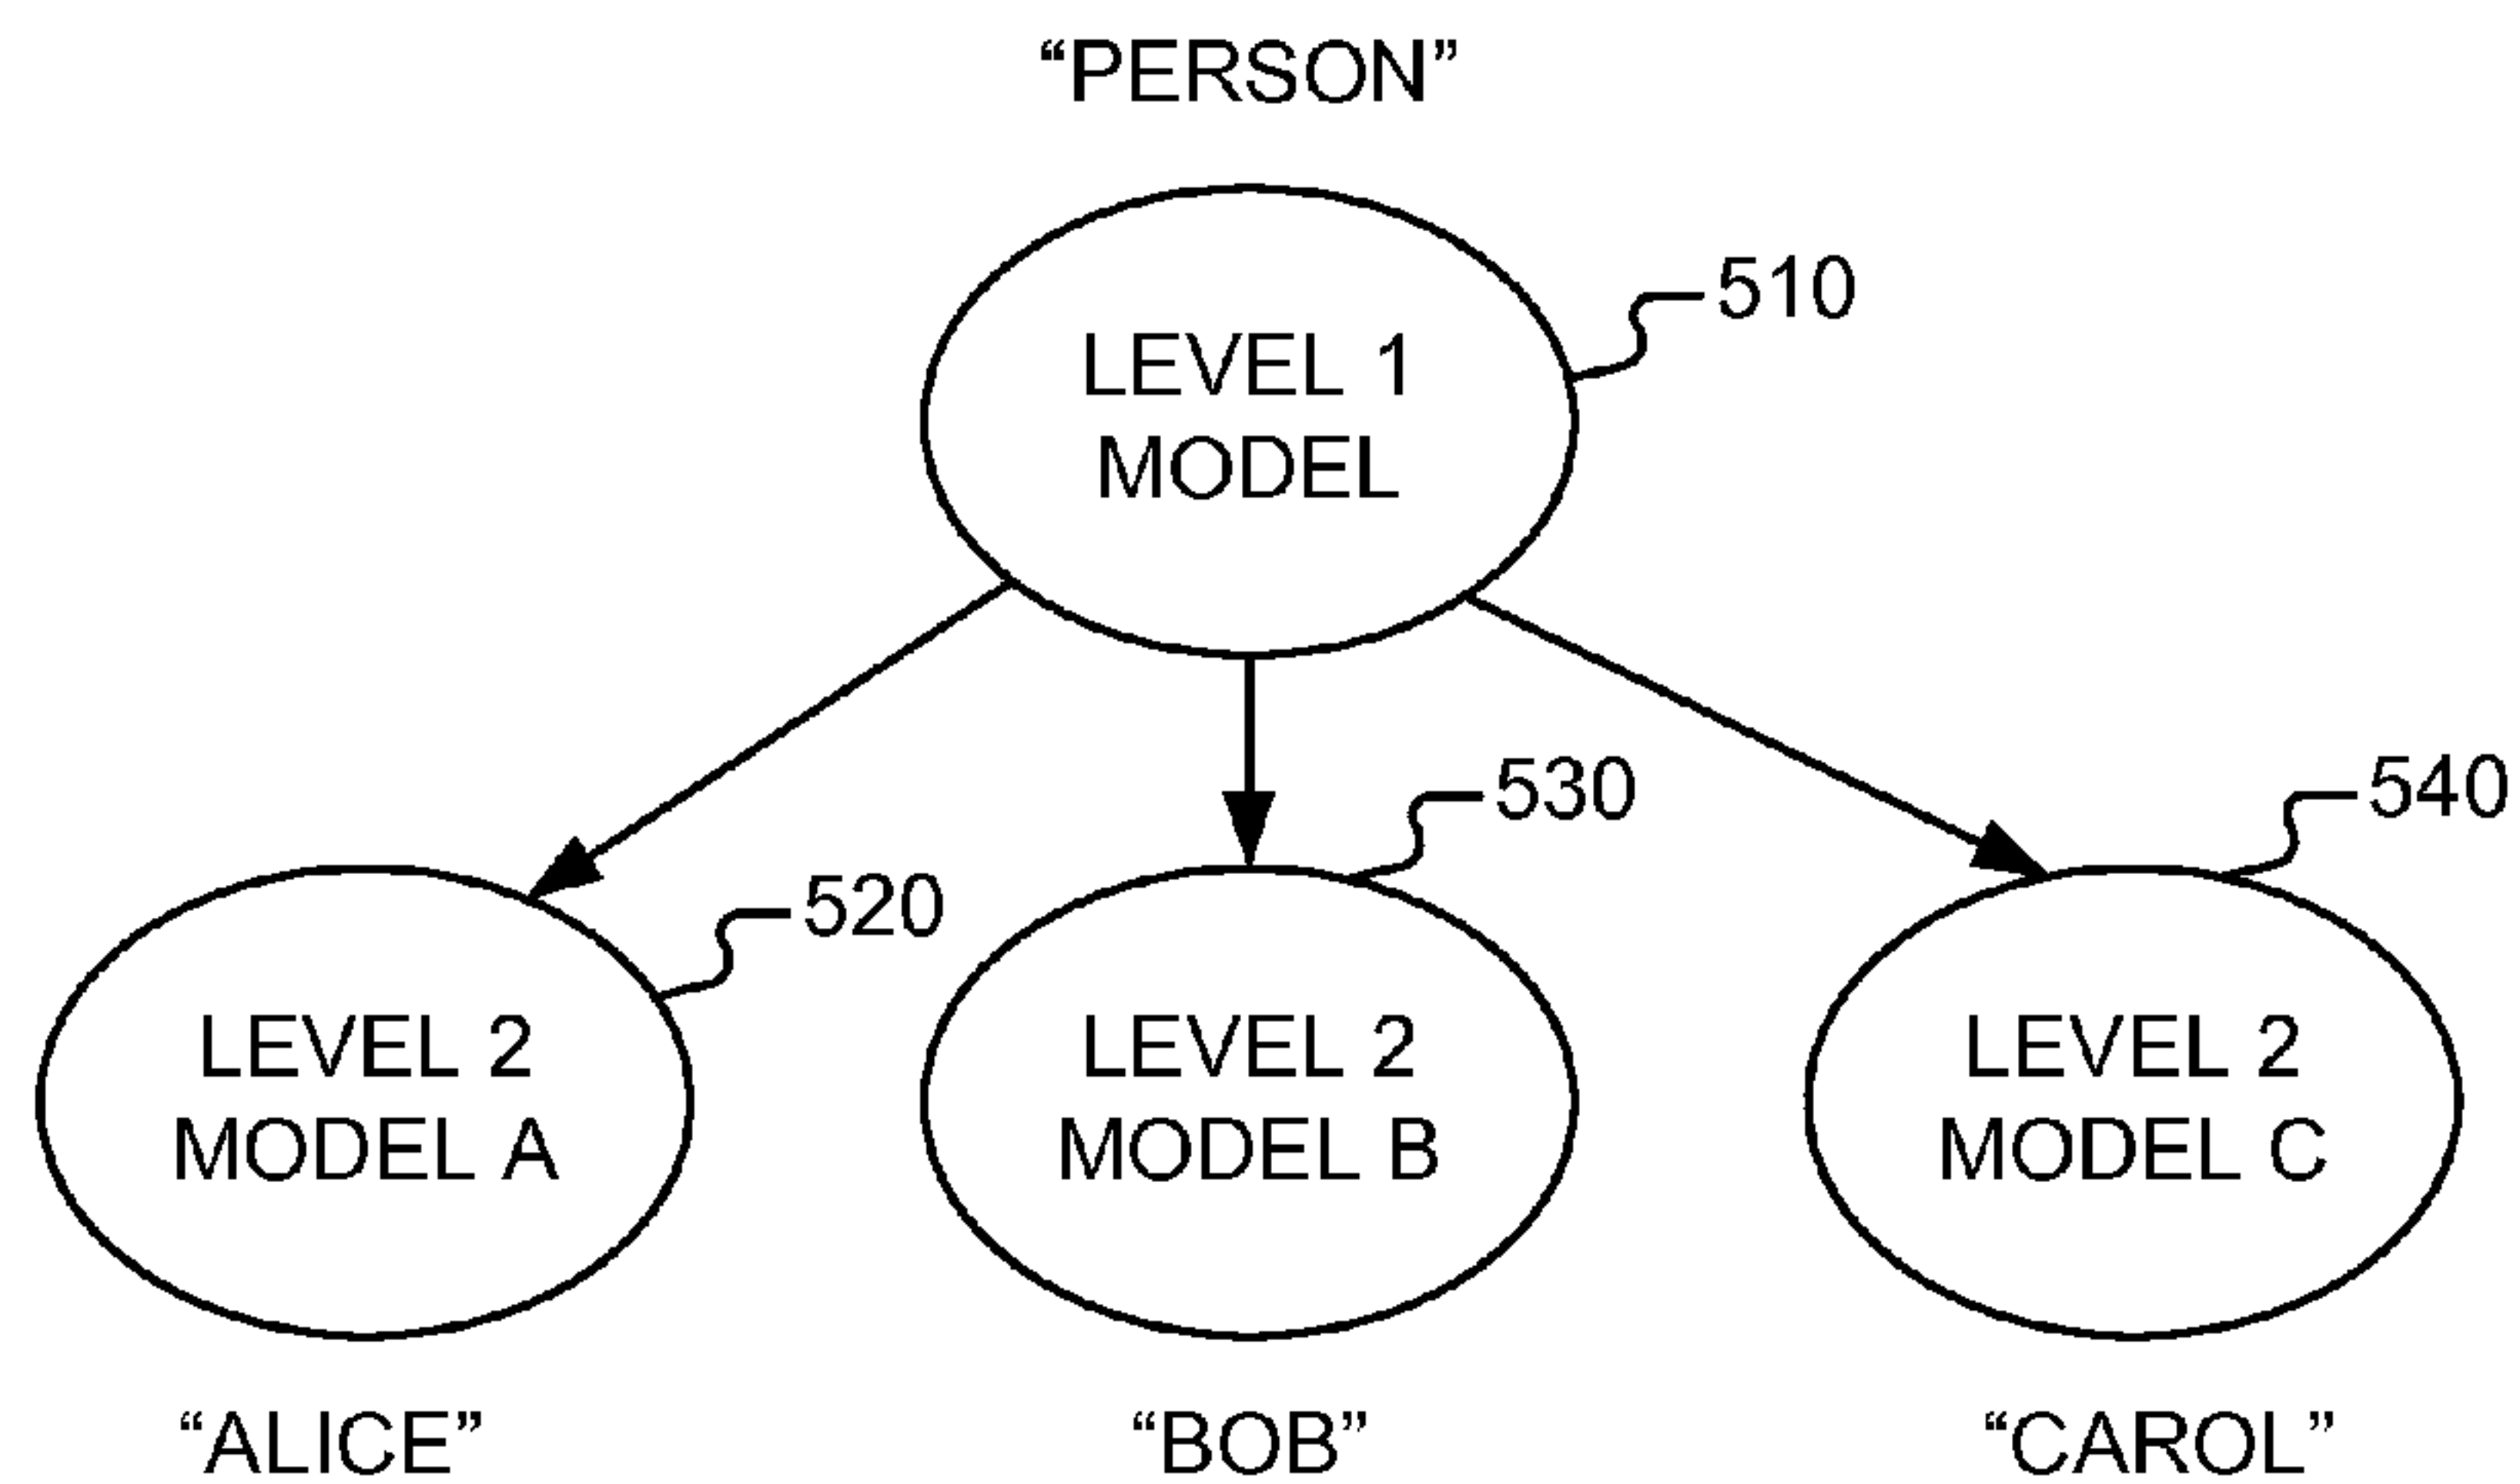 “PERSON”
510
LEVEL 1
MODEL
530
540
520
LEVEL 2
MODEL A
LEVEL 2
MODEL B
LEVEL 2
MODEL C
“ALICE”
“BOB”
“CAROL”